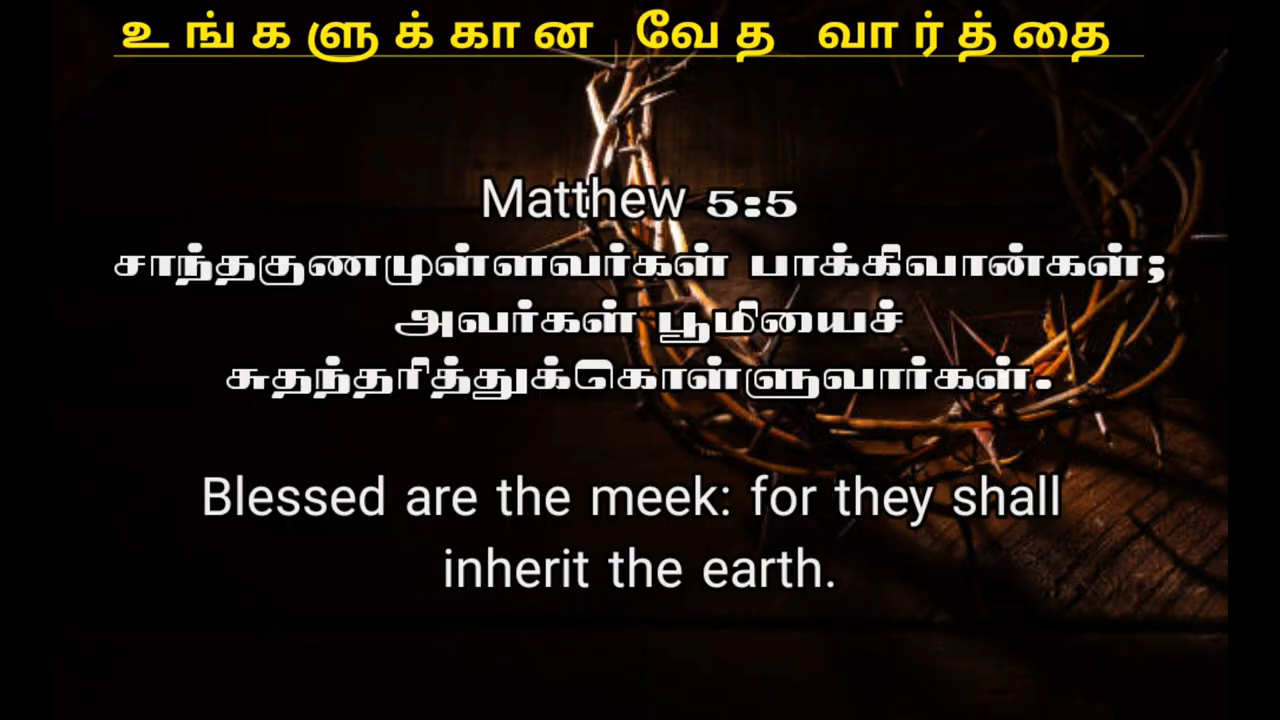 உங்களுக்கான வேத வார்த்தை
Matthew 5:5
சாந்தகுணமுள்ளவர்கள் பாக்கிவான்கள்;
அவர்கள் பூமியைச்
சுதந்தரித்துக்கொள்ளுவார்கள்.
Blessed are the meek: for they shall
inherit the earth.